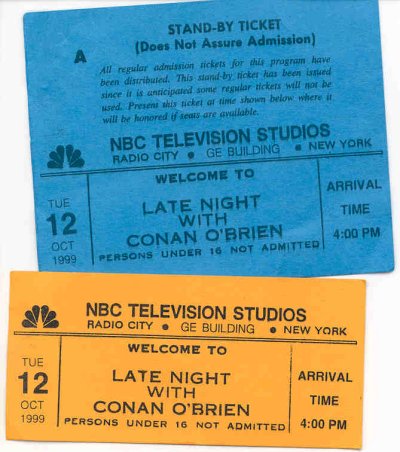 STAND-BY TICKET
(Does Not Assure Admission)
A
All regular admission tickets for this program have
been distributed. This stand-by ticket has been issued
since it is anticipated some regular tickets will not be
used. Present this ticket at time shown below where it
will be honored if seats are available.
NBC TELEVISION STUDIOS
RADIO CITY • GE BUILDING • NEW YORK
TUE
12
OCT
1999
WELCOME TO
LATE NIGHT
WITH
CONAN O'BRIEN
PERSONS UNDER 16 NOT ADMITTED
ARRIVAL
TIME
4:00 PM
NBC TELEVISION STUDIOS
RADIO CITY • GE BUILDING • NEW YORK
TUE
12
OCT
1999
WELCOME TO
LATE NIGHT
WITH
CONAN O'BRIEN
PERSONS UNDER 16 NOT ADMITTED
ARRIVAL
TIME
4:00 PM